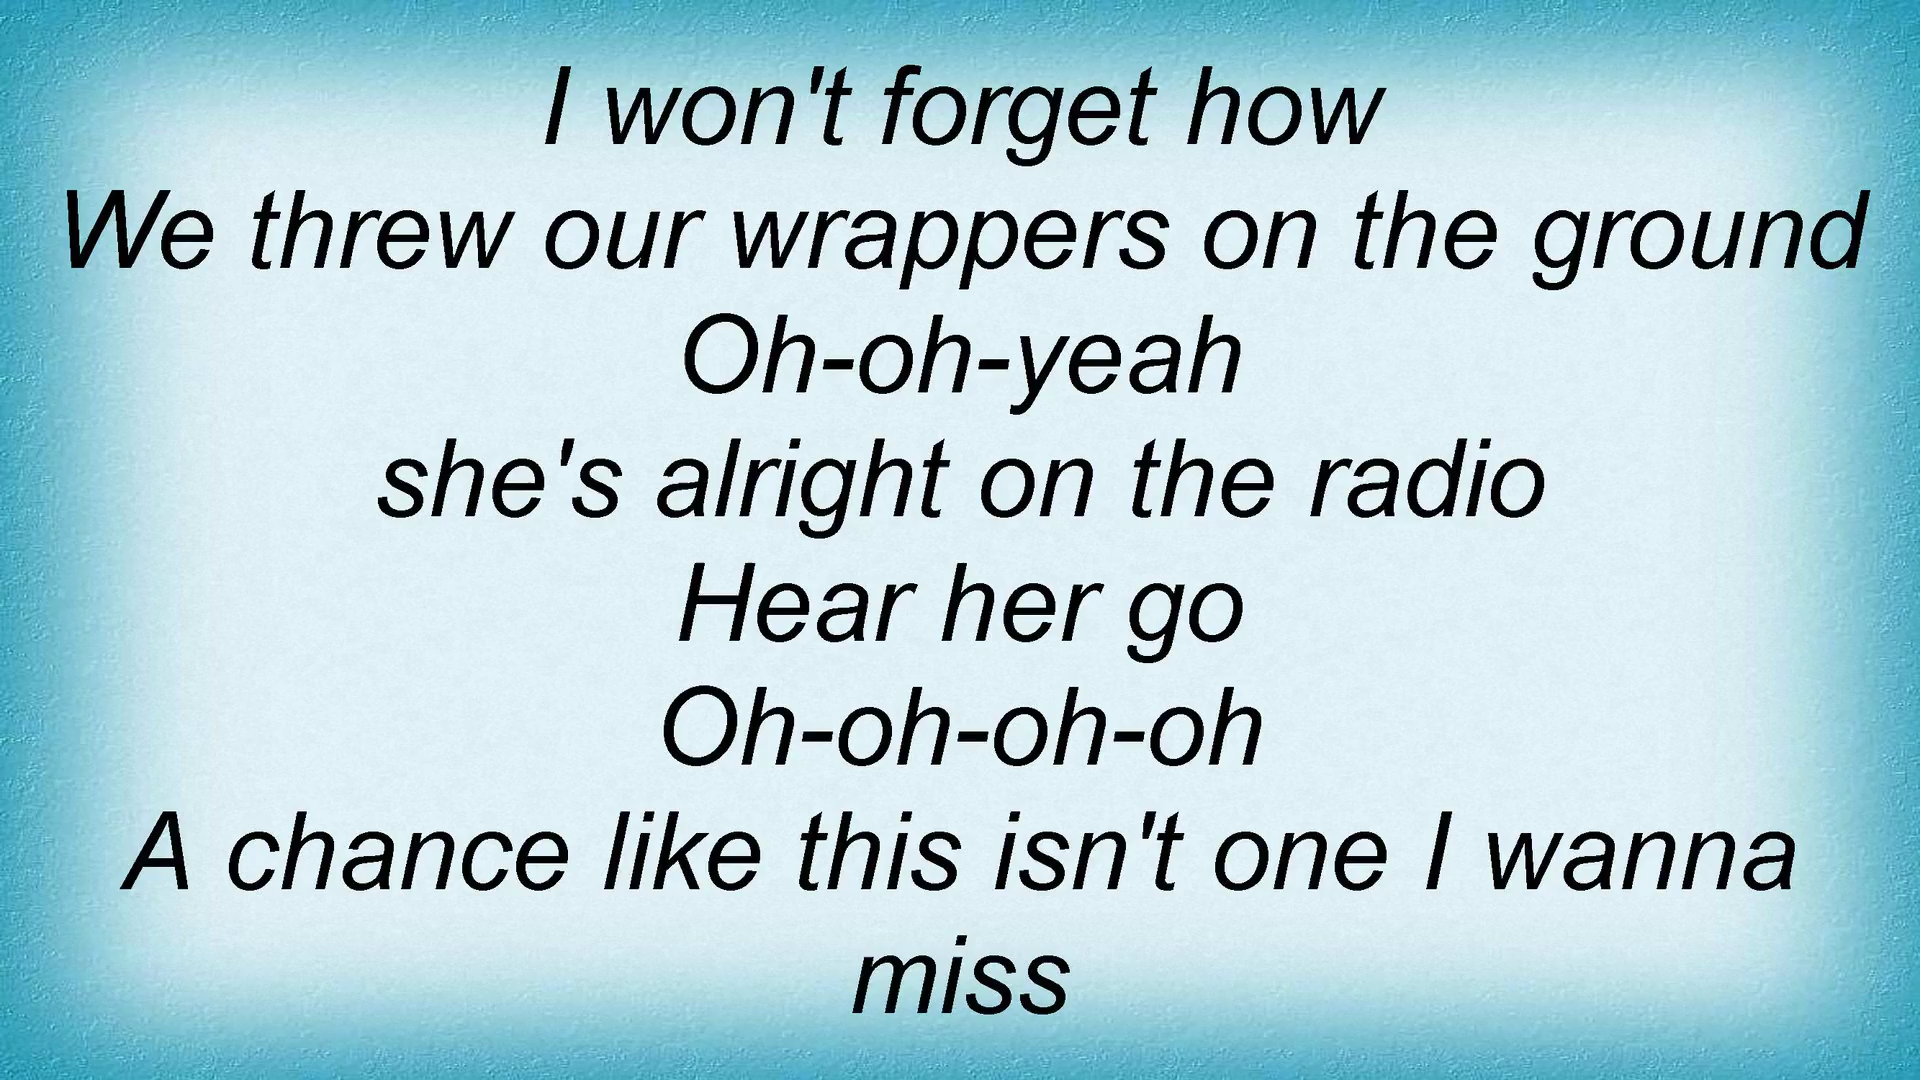 I won't forget how
We threw our wrappers on the ground
Oh-oh-yeah
she's alright on the radio
Hear her go
Oh-oh-oh-oh
A chance like this isn't one I wanna
miss